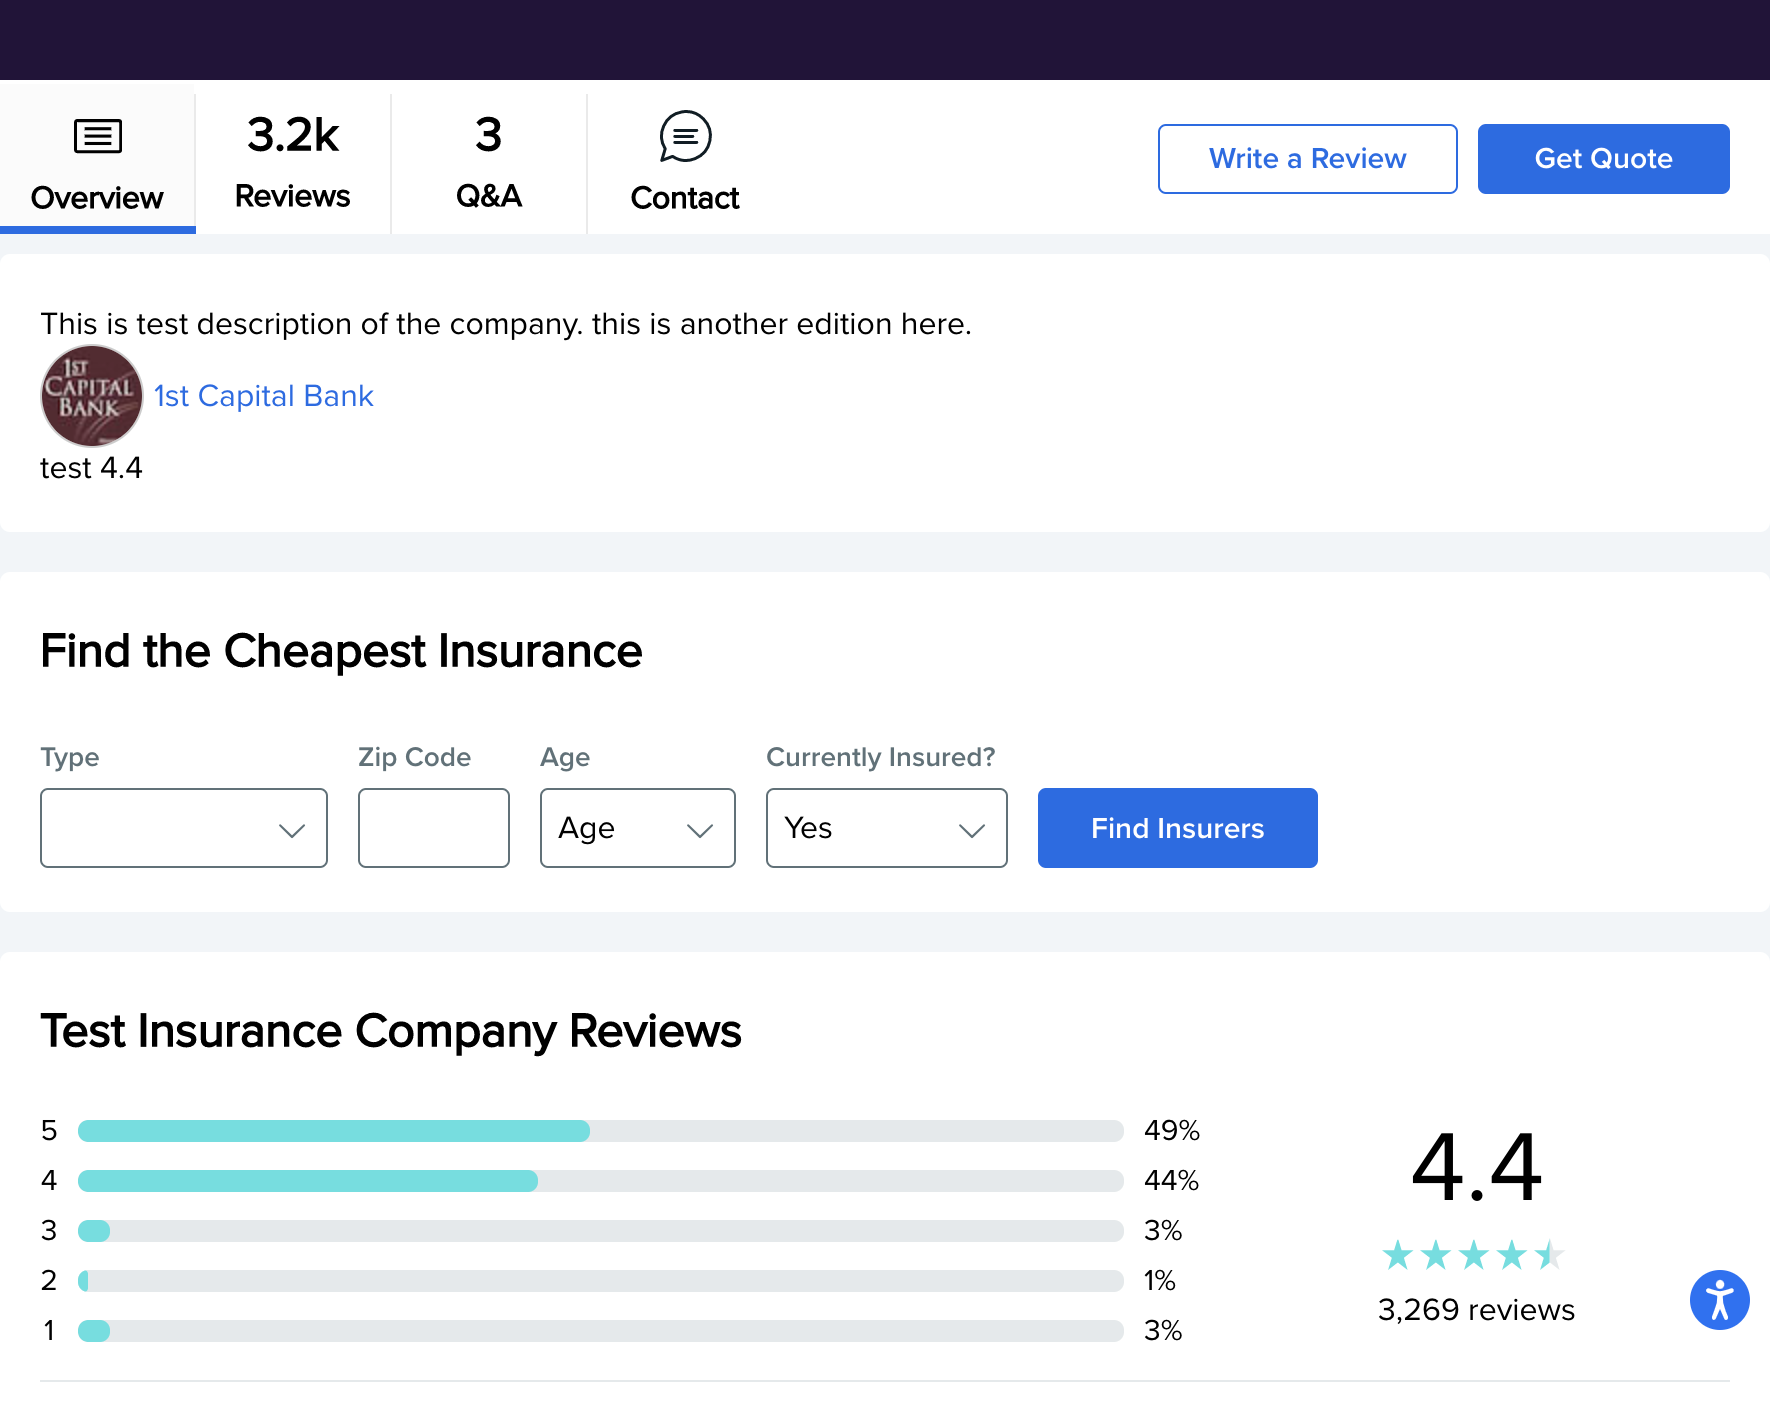 Overview
3.2k
Reviews
3
Q&A
Contact
Write a Review
Get Quote
This is test description of the company. this is another edition here.
1ST
CAPITAL
BANK
1st Capital Bank
test 4.4
Find the Cheapest Insurance
Type
Zip Code
Age
Currently Insured?
Age
Yes
Find Insurers
Test Insurance Company Reviews
5 49%
4 44%
3 3%
2 1%
1 3%
4.4
3,269 reviews